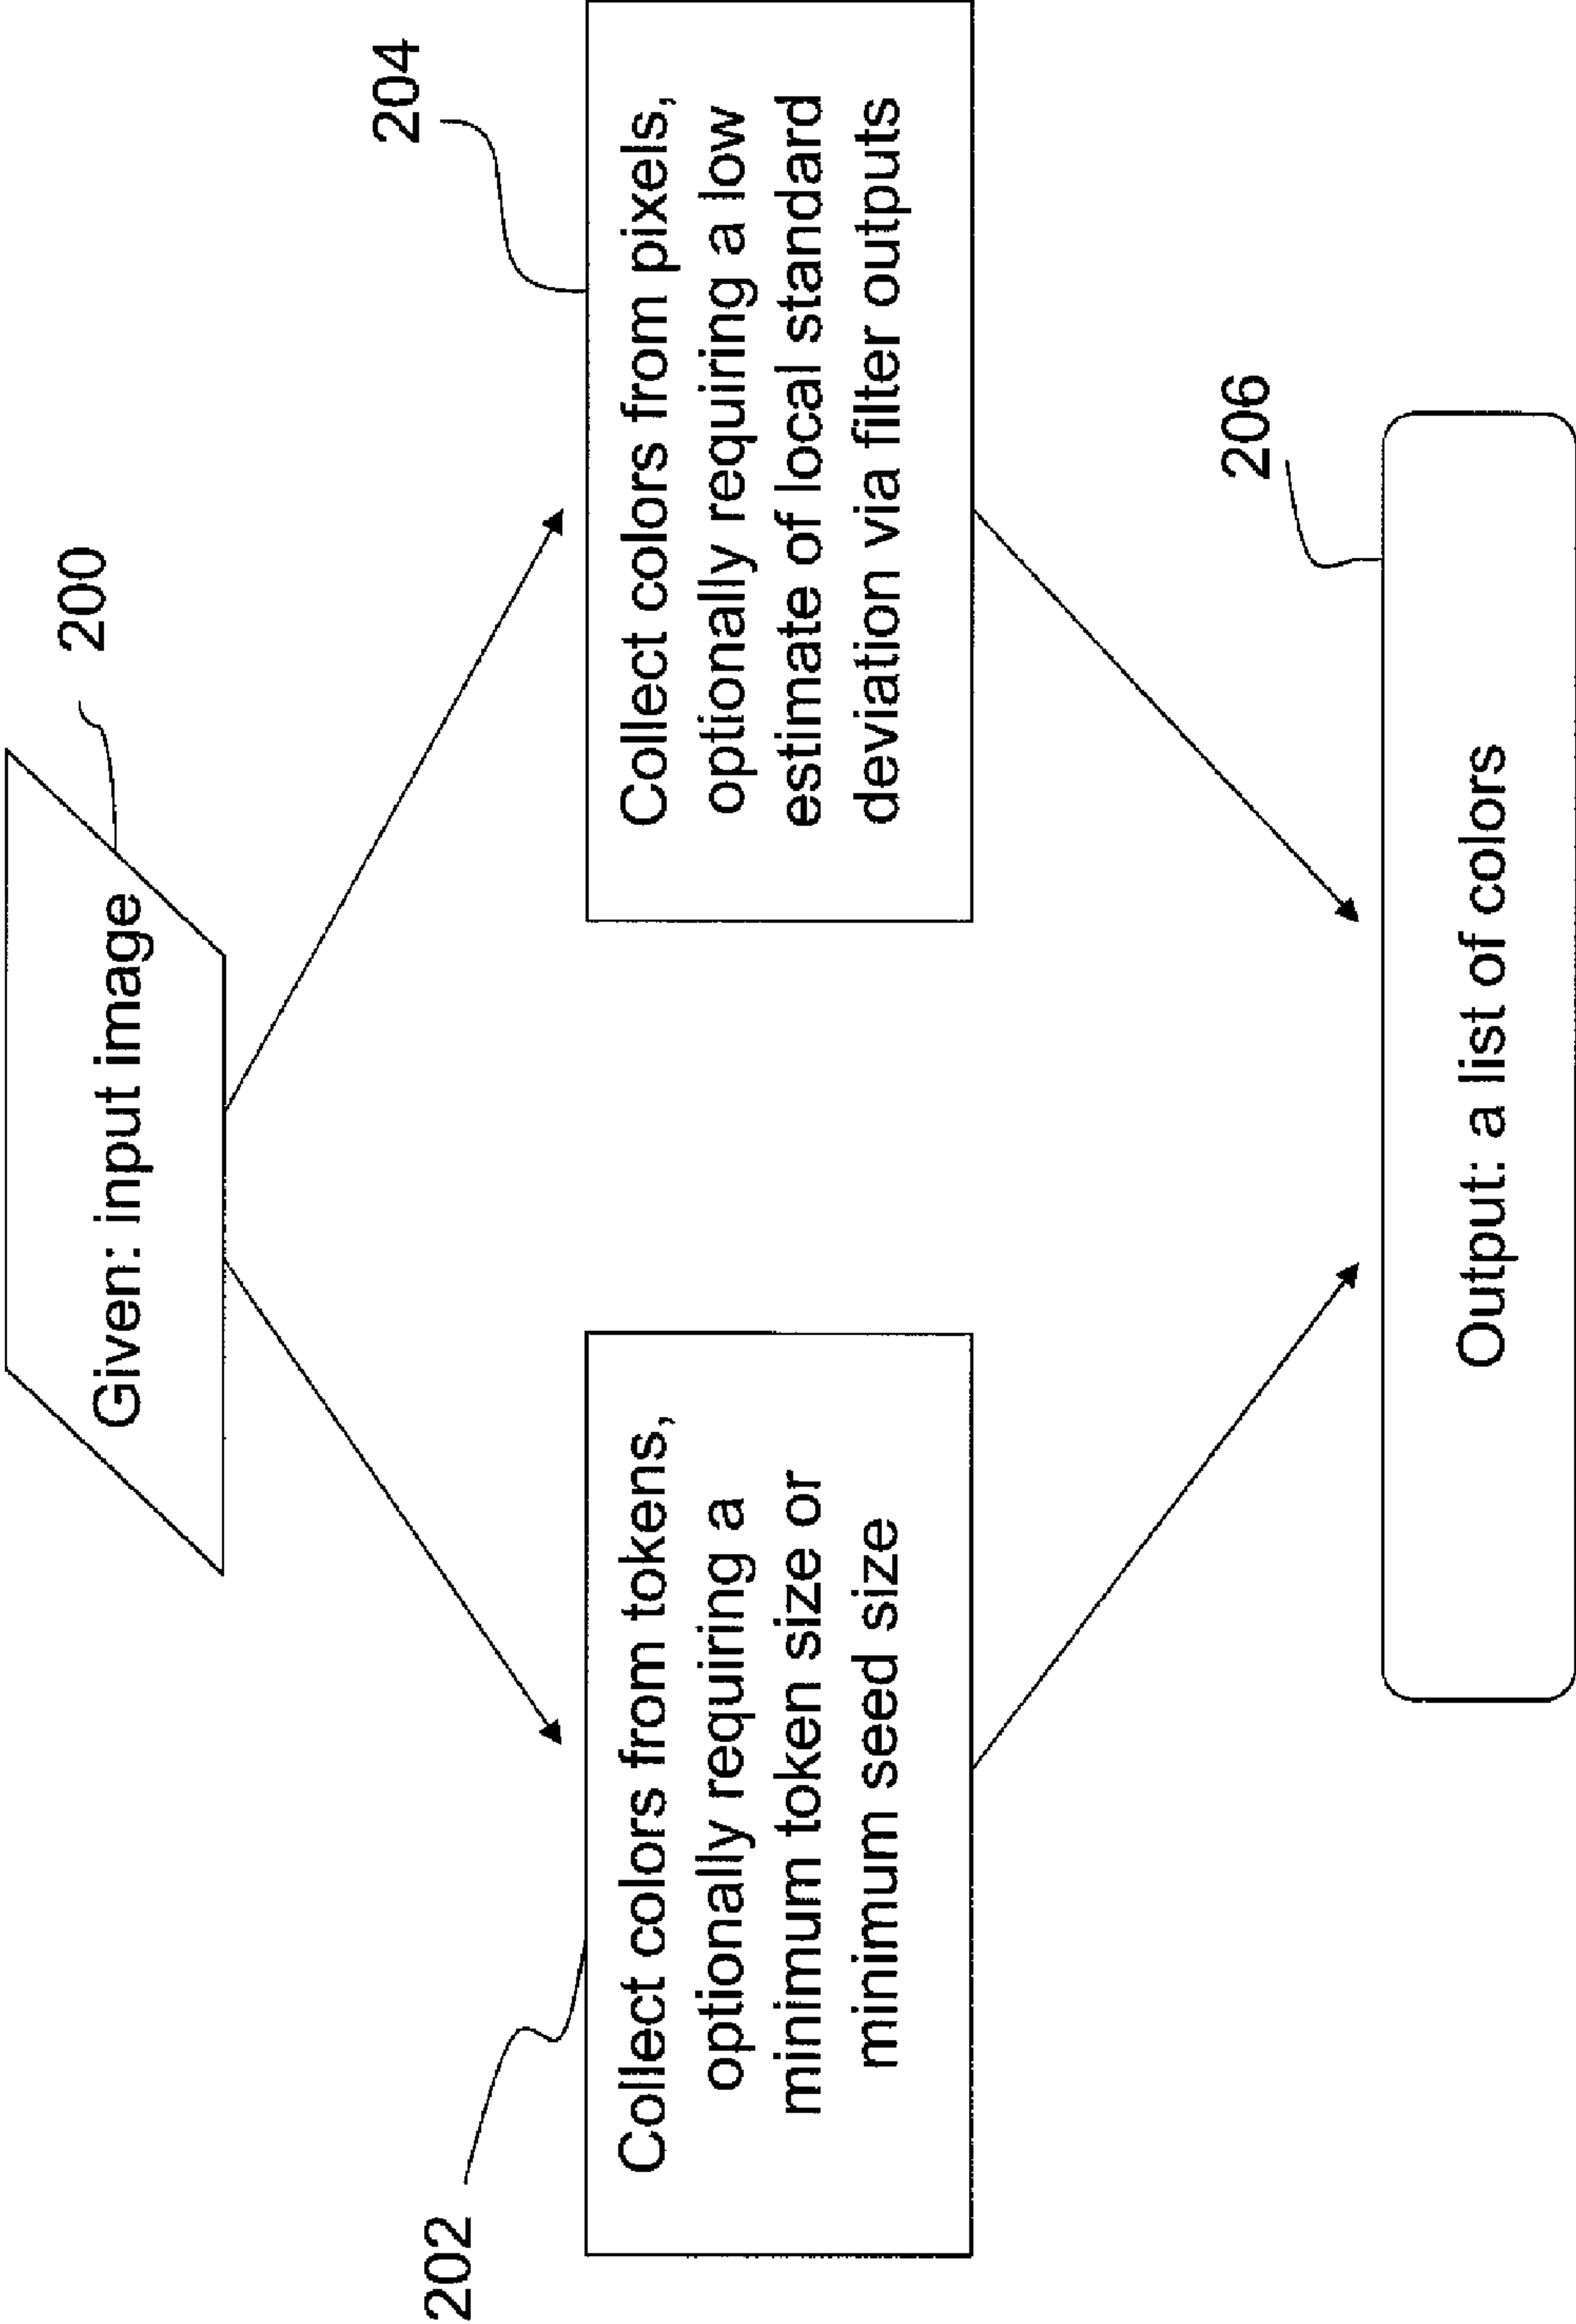 200
Given: input image
202
Collect colors from tokens,
optionally requiring a
minimum token size or
minimum seed size
204
Collect colors from pixels,
optionally requiring a low
estimate of local standard
deviation via filter outputs
206
Output: a list of colors